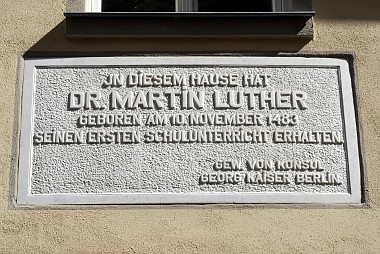 JN DIESEM HAUSE HAT
DR. MARTIN LUTHER
GEBOREN AM 10. NOVEMBER 1483
SEINEN ERSTEN SCHULUNTERRICHT ERHALTEN.
GEW. VON KONSUL
GEORG KAISER BERLIN.